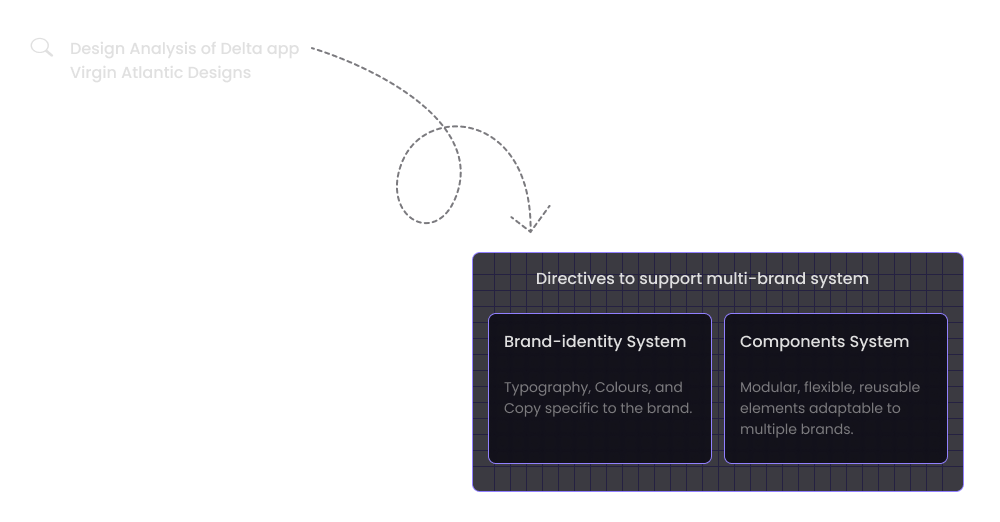 Design Analysis of Delta app
Virgin Atlantic Designs
Directives to support multi-brand system
Brand-identity System
Typography, Colours, and
Copy specific to the brand.
Components System
Modular, flexible, reusable
elements adaptable to
multiple brands.